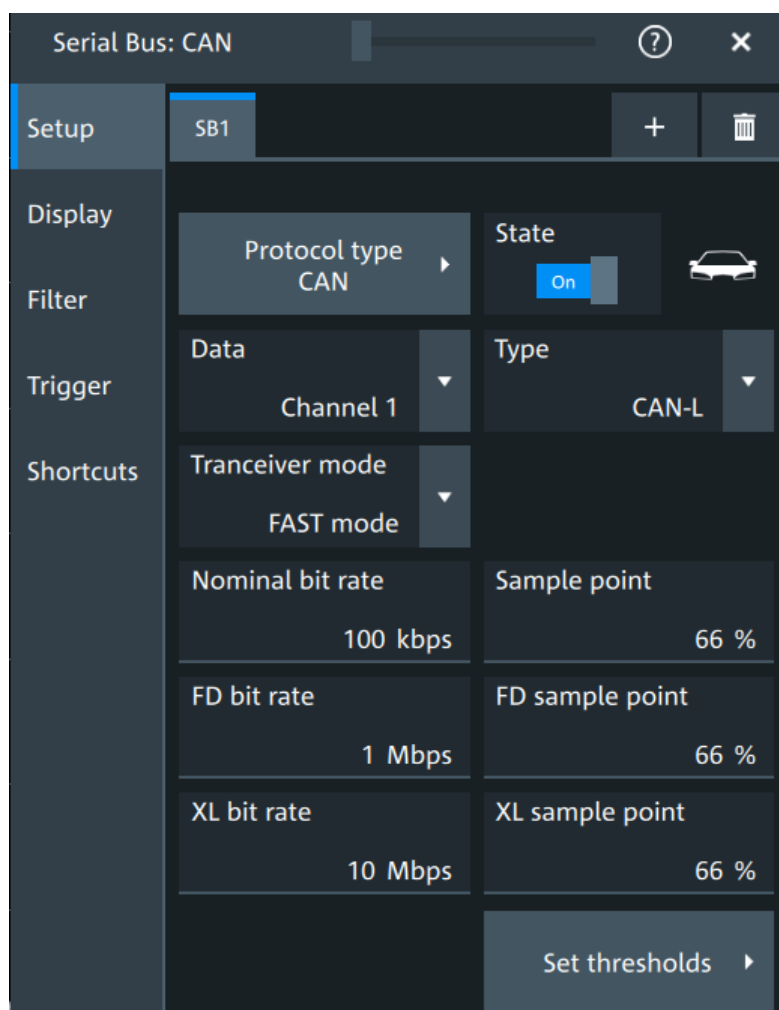 Serial Bus: CAN
?
Setup
SB1
+
Display
Protocol type
CAN
State
On
Filter
Data
Channel 1
Type
CAN-L
Trigger
Tranceiver mode
FAST mode
Shortcuts
Nominal bit rate
100 kbps
Sample point
66 %
FD bit rate
1 Mbps
FD sample point
66 %
XL bit rate
10 Mbps
XL sample point
66 %
Set thresholds